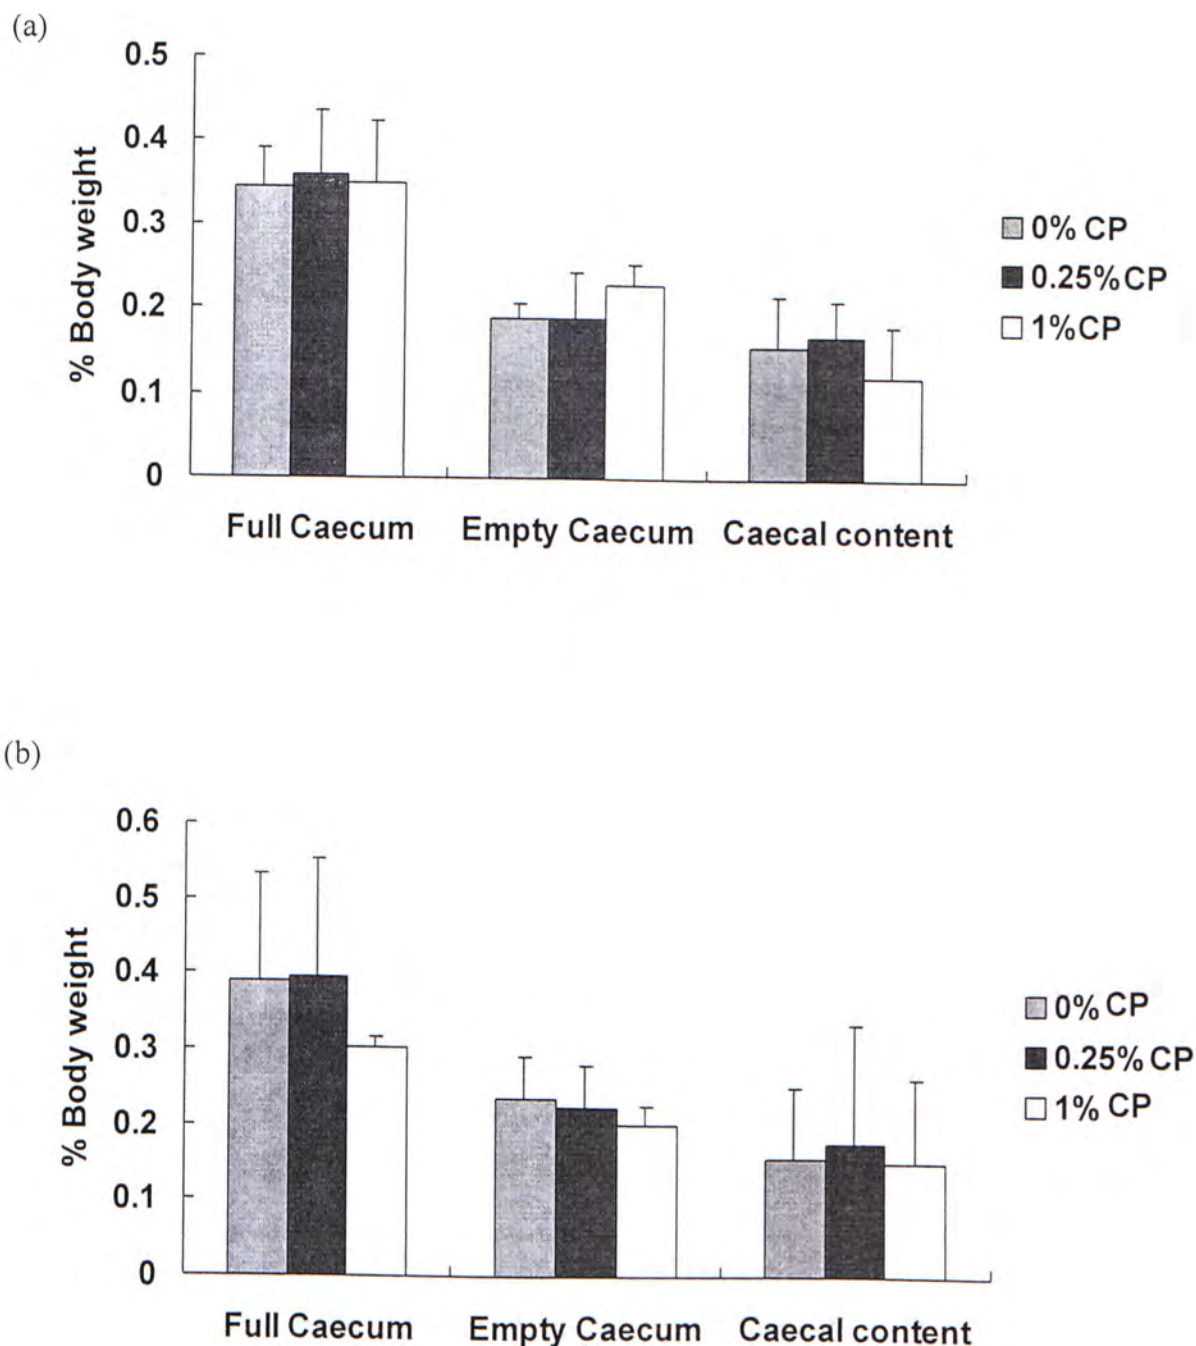 (a)
0.5
0.4
0.3
0.2
0.1
0
% Body weight
Full Caecum Empty Caecum Caecal content
0% CP
0.25%CP
1%CP
(b)
0.6
0.5
0.4
0.3
0.2
0.1
0
% Body weight
Full Caecum Empty Caecum Caecal content
0% CP
0.25% CP
1% CP